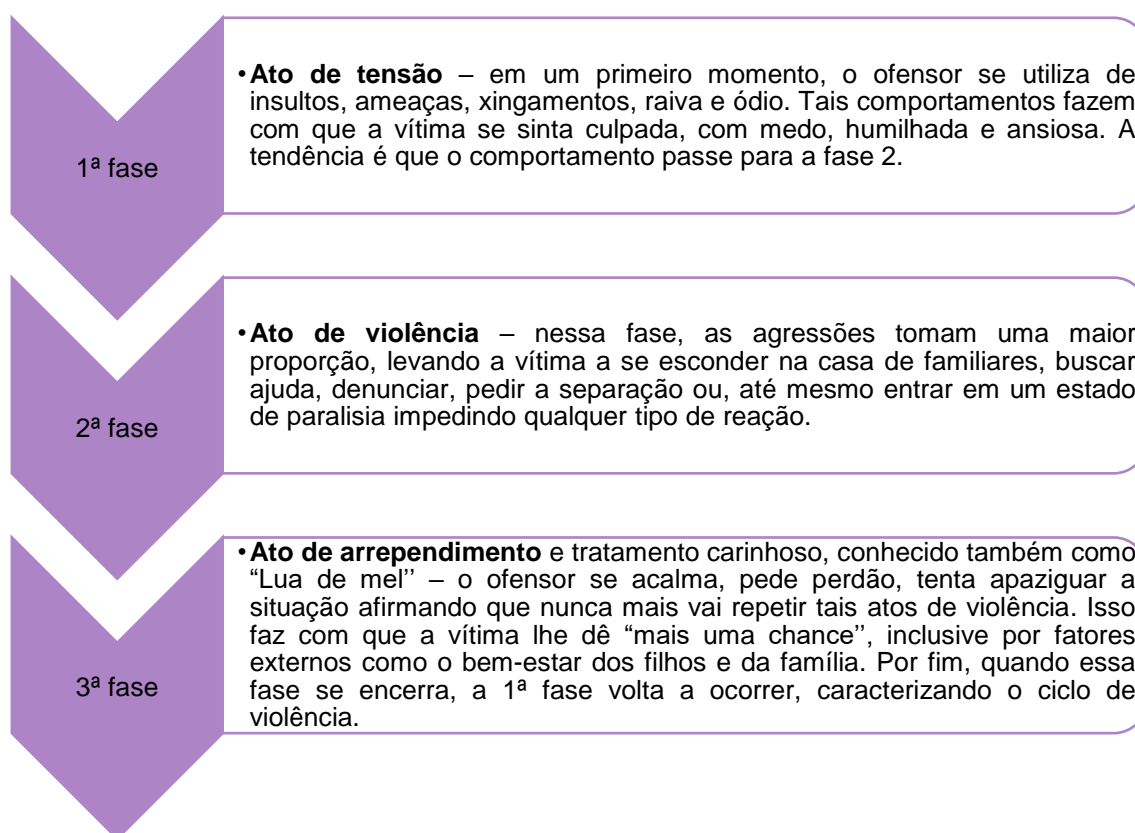 1ª fase
•Ato de tensão – em um primeiro momento, o ofensor se utiliza de
insultos, ameaças, xingamentos, raiva e ódio. Tais comportamentos fazem
com que a vítima se sinta culpada, com medo, humilhada e ansiosa. A
tendência é que o comportamento passe para a fase 2.
2ª fase
•Ato de violência – nessa fase, as agressões tomam uma maior
proporção, levando a vítima a se esconder na casa de familiares, buscar
ajuda, denunciar, pedir a separação ou, até mesmo entrar em um estado
de paralisia impedindo qualquer tipo de reação.
3ª fase
•Ato de arrependimento e tratamento carinhoso, conhecido também como
“Lua de mel’’ – o ofensor se acalma, pede perdão, tenta apaziguar a
situação afirmando que nunca mais vai repetir tais atos de violência. Isso
faz com que a vítima lhe dê “mais uma chance’’, inclusive por fatores
externos como o bem-estar dos filhos e da família. Por fim, quando essa
fase se encerra, a 1ª fase volta a ocorrer, caracterizando o ciclo de
violência.